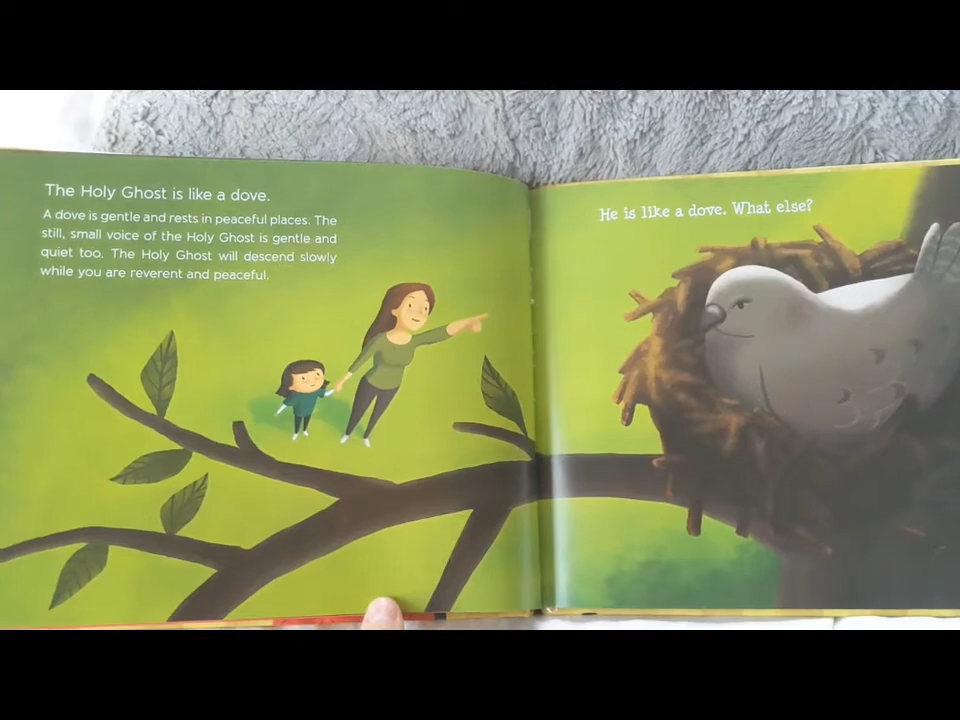 The Holy Ghost is like a dove.
A dove is gentle and rests in peaceful places. The
still, small voice of the Holy Ghost is gentle and
quiet too. The Holy Ghost will descend slowly
while you are reverent and peaceful.
He is like a dove. What else?